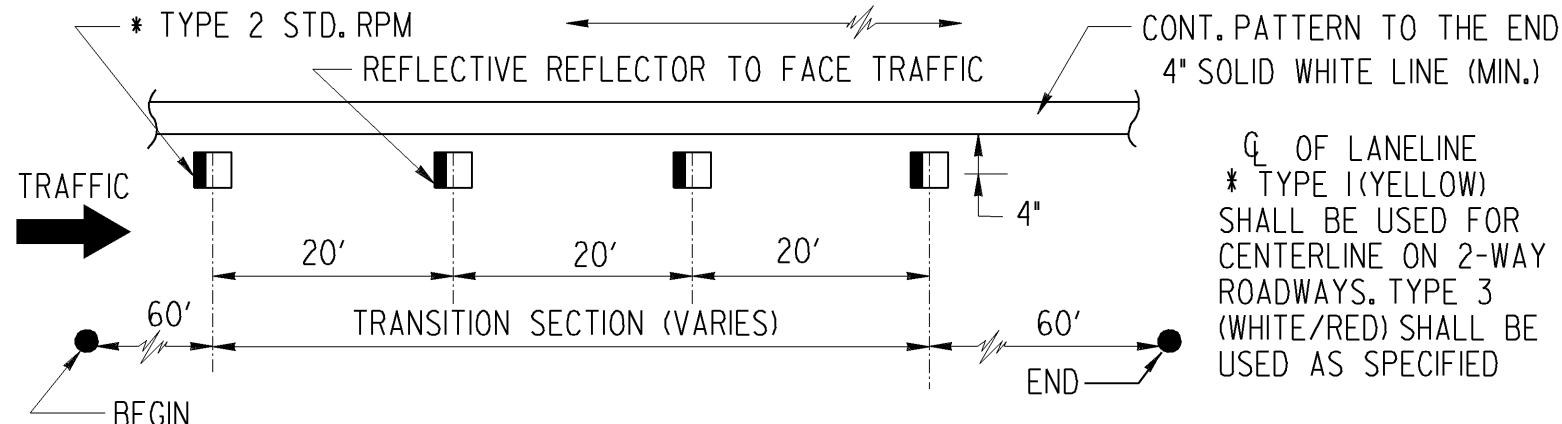 * TYPE 2 STD. RPM
REFLECTIVE REFLECTOR TO FACE TRAFFIC
CONT. PATTERN TO THE END
4" SOLID WHITE LINE (MIN.)
TRAFFIC
℄ OF LANELINE
* TYPE 1 (YELLOW)
SHALL BE USED FOR
CENTERLINE ON 2-WAY
ROADWAYS. TYPE 3
(WHITE/RED) SHALL BE
USED AS SPECIFIED
4"
20' 20' 20'
60' TRANSITION SECTION (VARIES) 60'
BEGIN
END